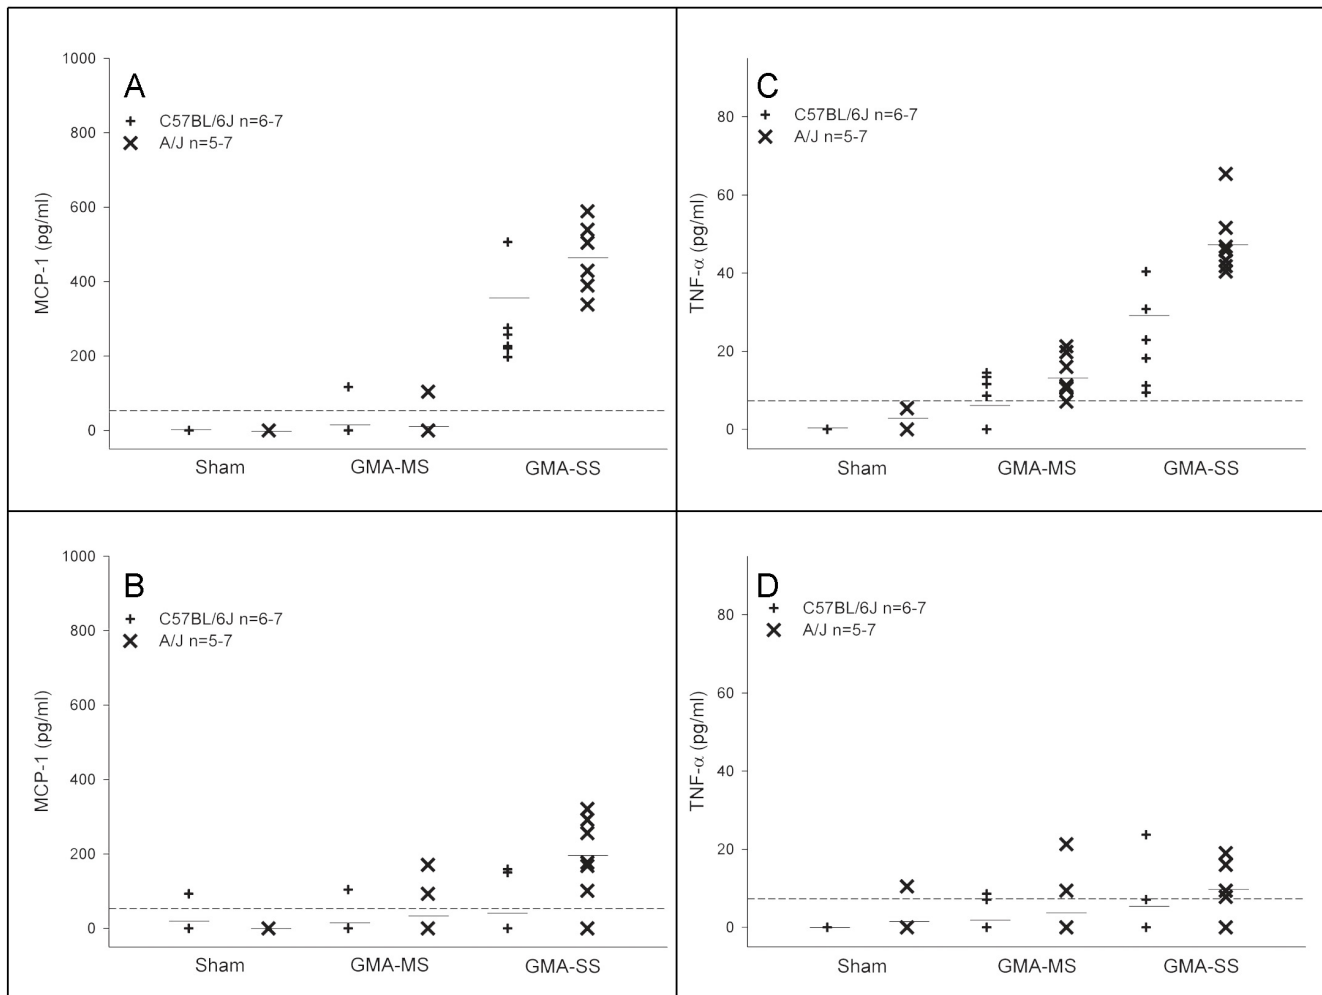 A
C57BL/6J n=6-7
A/J n=5-7
MCP-1 (pg/ml)
1000
800
600
400
200
0
Sham GMA-MS GMA-SS
C
C57BL/6J n=6-7
A/J n=5-7
TNF-α (pg/ml)
80
60
40
20
0
Sham GMA-MS GMA-SS
B
C57BL/6J n=6-7
A/J n=5-7
MCP-1 (pg/ml)
1000
800
600
400
200
0
Sham GMA-MS GMA-SS
D
C57BL/6J n=6-7
A/J n=5-7
TNF-α (pg/ml)
80
60
40
20
0
Sham GMA-MS GMA-SS